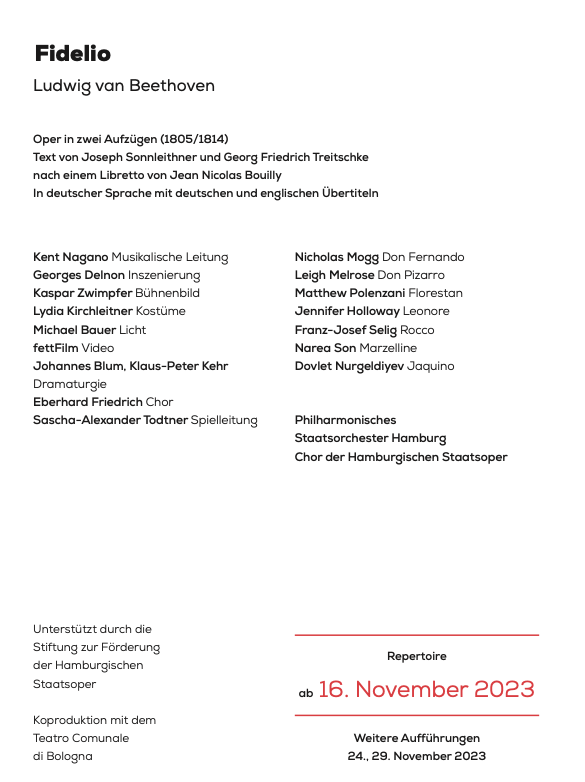 Fidelio
Ludwig van Beethoven
Oper in zwei Aufzügen (1805/1814)
Text von Joseph Sonnleithner und Georg Friedrich Treitschke
nach einem Libretto von Jean Nicolas Bouilly
In deutscher Sprache mit deutschen und englischen Übertiteln
Kent Nagano Musikalische Leitung
Georges Delnon Inszenierung
Kaspar Zwimpfer Bühnenbild
Lydia Kirchleitner Kostüme
Michael Bauer Licht
fettFilm Video
Johannes Blum, Klaus-Peter Kehr
Dramaturgie
Eberhard Friedrich Chor
Sascha-Alexander Todtner Spielleitung
Nicholas Mogg Don Fernando
Leigh Melrose Don Pizarro
Matthew Polenzani Florestan
Jennifer Holloway Leonore
Franz-Josef Selig Rocco
Narea Son Marzelline
Dovlet Nurgeldiyev Jaquino
Philharmonisches
Staatsorchester Hamburg
Chor der Hamburgischen Staatsoper
Unterstützt durch die
Stiftung zur Förderung
der Hamburgischen
Staatsoper
Koproduktion mit dem
Teatro Comunale
di Bologna
Repertoire
ab 16. November 2023
Weitere Aufführungen
24., 29. November 2023